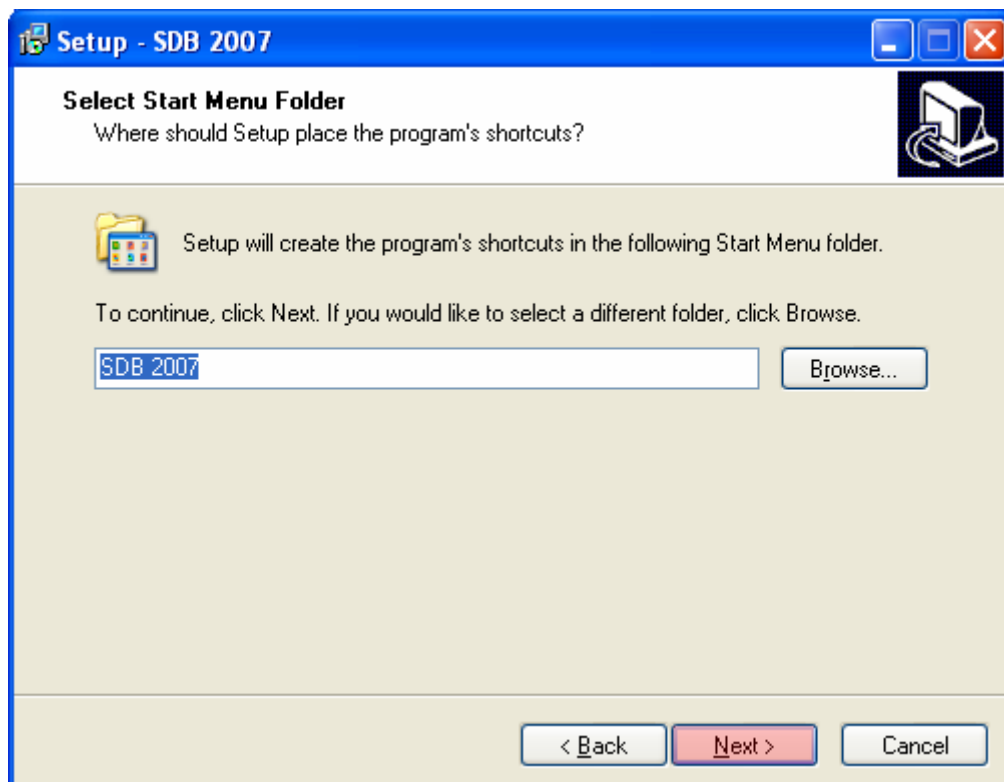 Setup - SDB 2007
Select Start Menu Folder
Where should Setup place the program's shortcuts?
Setup will create the program's shortcuts in the following Start Menu folder.
To continue, click Next. If you would like to select a different folder, click Browse.
SDB 2007
Browse...
< Back
Next >
Cancel